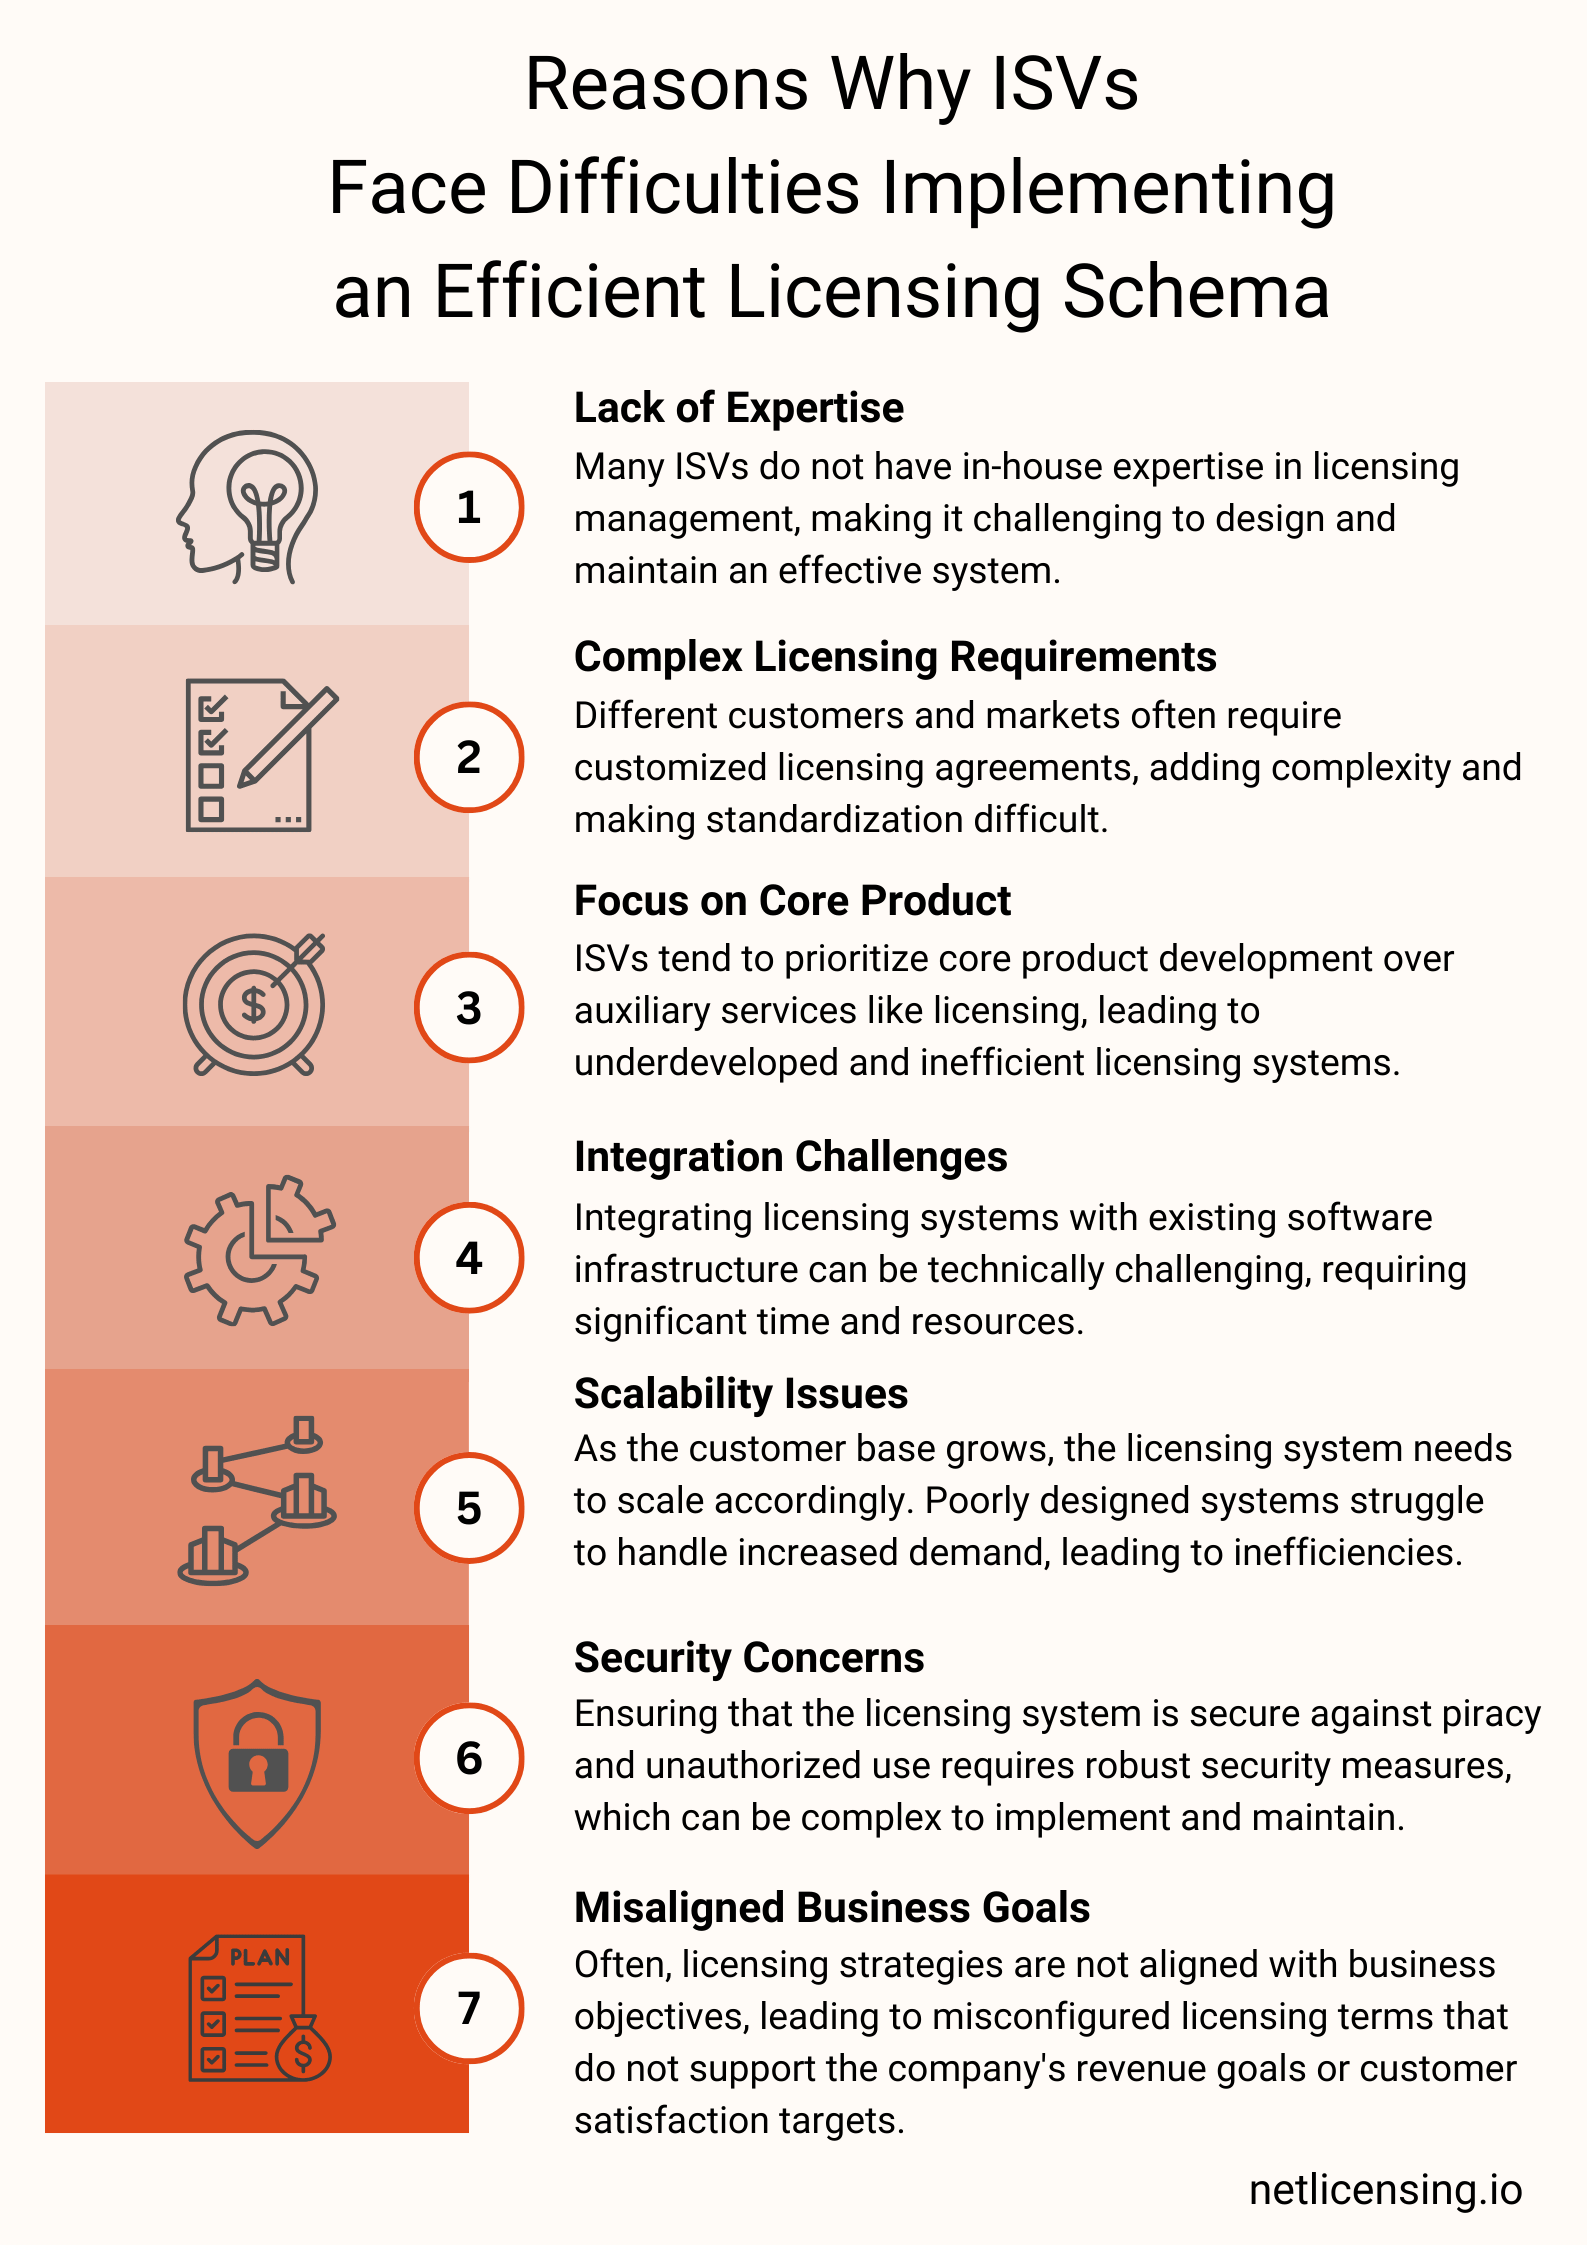 Reasons Why ISVs
Face Difficulties Implementing
an Efficient Licensing Schema
1
Lack of Expertise
Many ISVs do not have in-house expertise in licensing
management, making it challenging to design and
maintain an effective system.
2
Complex Licensing Requirements
Different customers and markets often require
customized licensing agreements, adding complexity and
making standardization difficult.
3
$
Focus on Core Product
ISVs tend to prioritize core product development over
auxiliary services like licensing, leading to
underdeveloped and inefficient licensing systems.
4
Integration Challenges
Integrating licensing systems with existing software
infrastructure can be technically challenging, requiring
significant time and resources.
5
Scalability Issues
As the customer base grows, the licensing system needs
to scale accordingly. Poorly designed systems struggle
to handle increased demand, leading to inefficiencies.
6
Security Concerns
Ensuring that the licensing system is secure against piracy
and unauthorized use requires robust security measures,
which can be complex to implement and maintain.
PLAN
$
7
Misaligned Business Goals
Often, licensing strategies are not aligned with business
objectives, leading to misconfigured licensing terms that
do not support the company's revenue goals or customer
satisfaction targets.
netlicensing.io